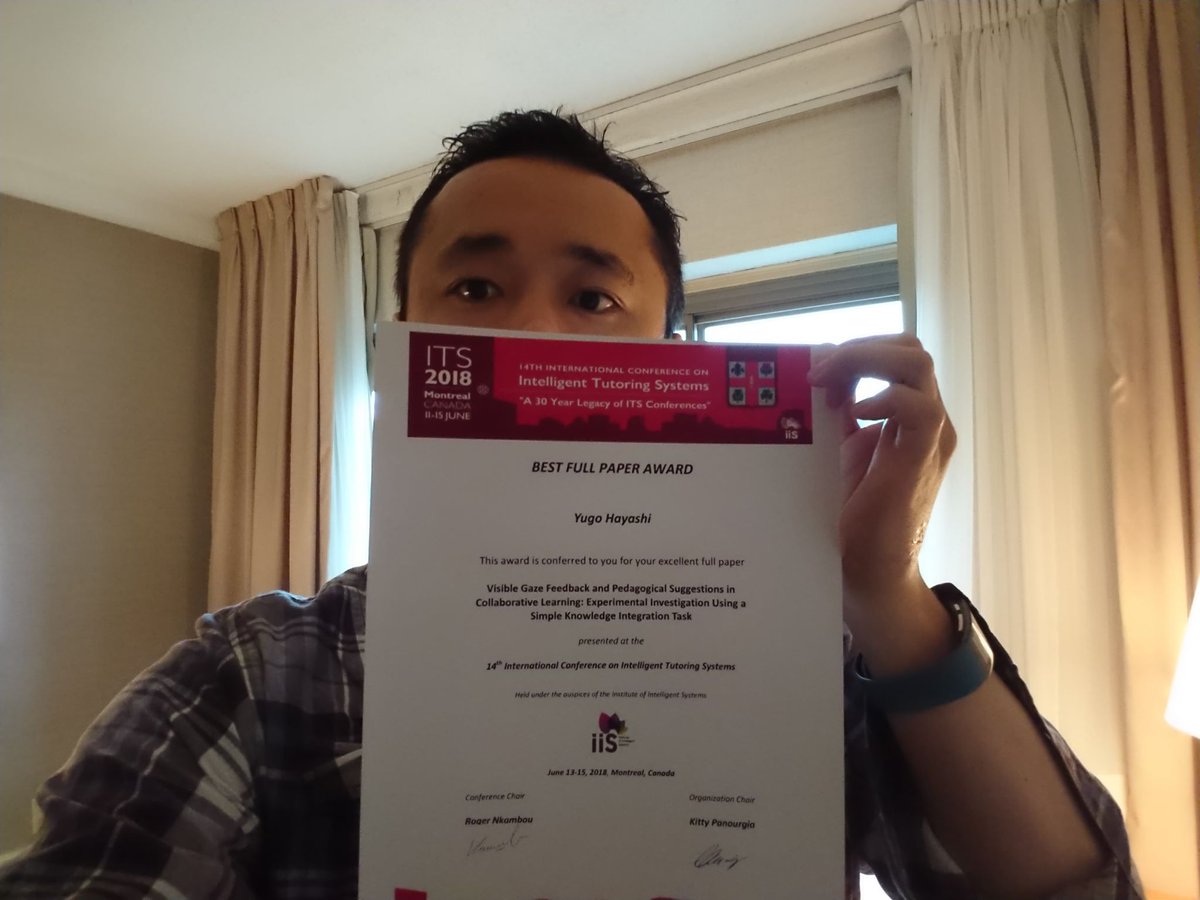 ITS
2018
Montreal
CANADA
11-15 JUNE
14TH INTERNATIONAL CONFERENCE ON
Intelligent Tutoring Systems
"A 30 Year Legacy of ITS Conferences"
iiS
BEST FULL PAPER AWARD
Yugo Hayashi
This award is conferred to you for your excellent full paper
Visible Gaze Feedback and Pedagogical Suggestions in
Collaborative Learning: Experimental Investigation Using a
Simple Knowledge Integration Task
presented at the
14th International Conference on Intelligent Tutoring Systems
Held under the auspices of the Institute of Intelligent Systems
iiS
June 13-15, 2018, Montreal, Canada
Conference Chair
Roger Nkambou
Organization Chair
Kitty Panourgia